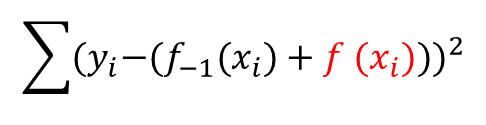 ∑(yᵢ−(f₋₁(xᵢ) + f (xᵢ)))²